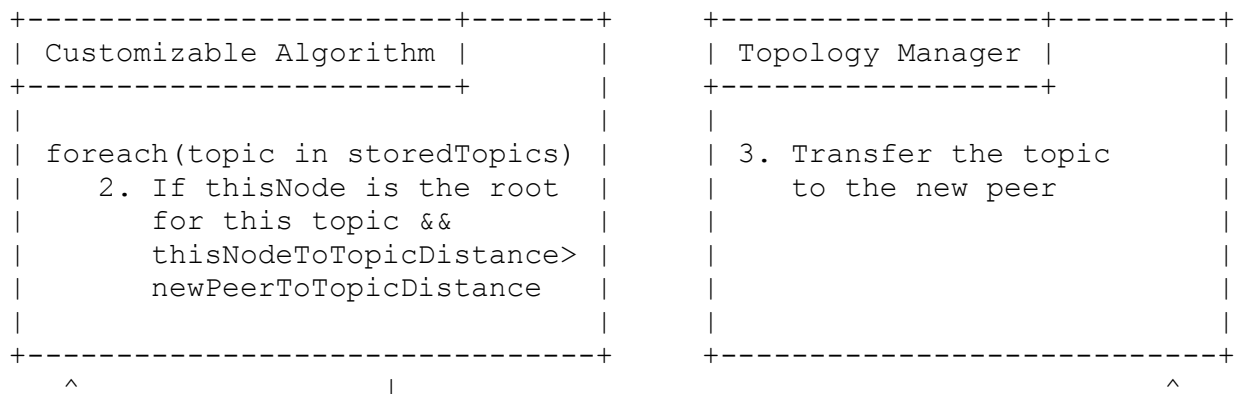 +------------------------+-------+     +------------------+---------+
| Customizable Algorithm |       |     | Topology Manager |         |
+------------------------+       |     +------------------+         |
|                                |     |                            |
| foreach(topic in storedTopics) |     | 3. Transfer the topic      |
|    2. If thisNode is the root  |     |    to the new peer         |
|       for this topic &&        |     |                            |
|       thisNodeToTopicDistance> |     |                            |
|       newPeerToTopicDistance   |     |                            |
|                                |     |                            |
+--------------------------------+     +----------------------------+
   ^                 |                                           ^